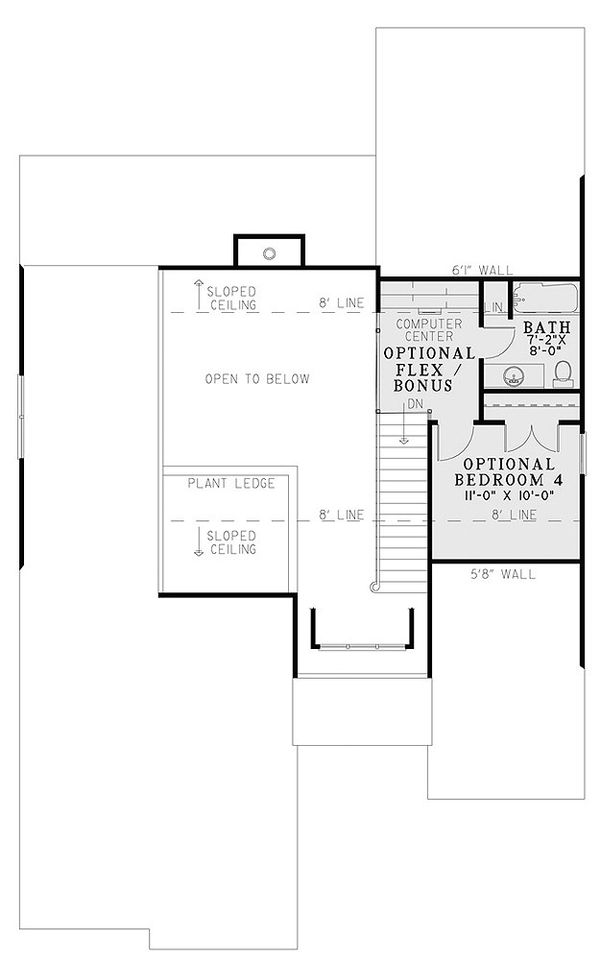 6'1" WALL
SLOPED
CEILING
8' LINE
LIN
COMPUTER
CENTER
OPTIONAL
FLEX /
BONUS
BATH
7'-2"X
8'-0"
OPEN TO BELOW
DN
PLANT LEDGE
OPTIONAL
BEDROOM 4
11'-0" X 10'-0"
8' LINE
8' LINE
SLOPED
CEILING
5'8" WALL